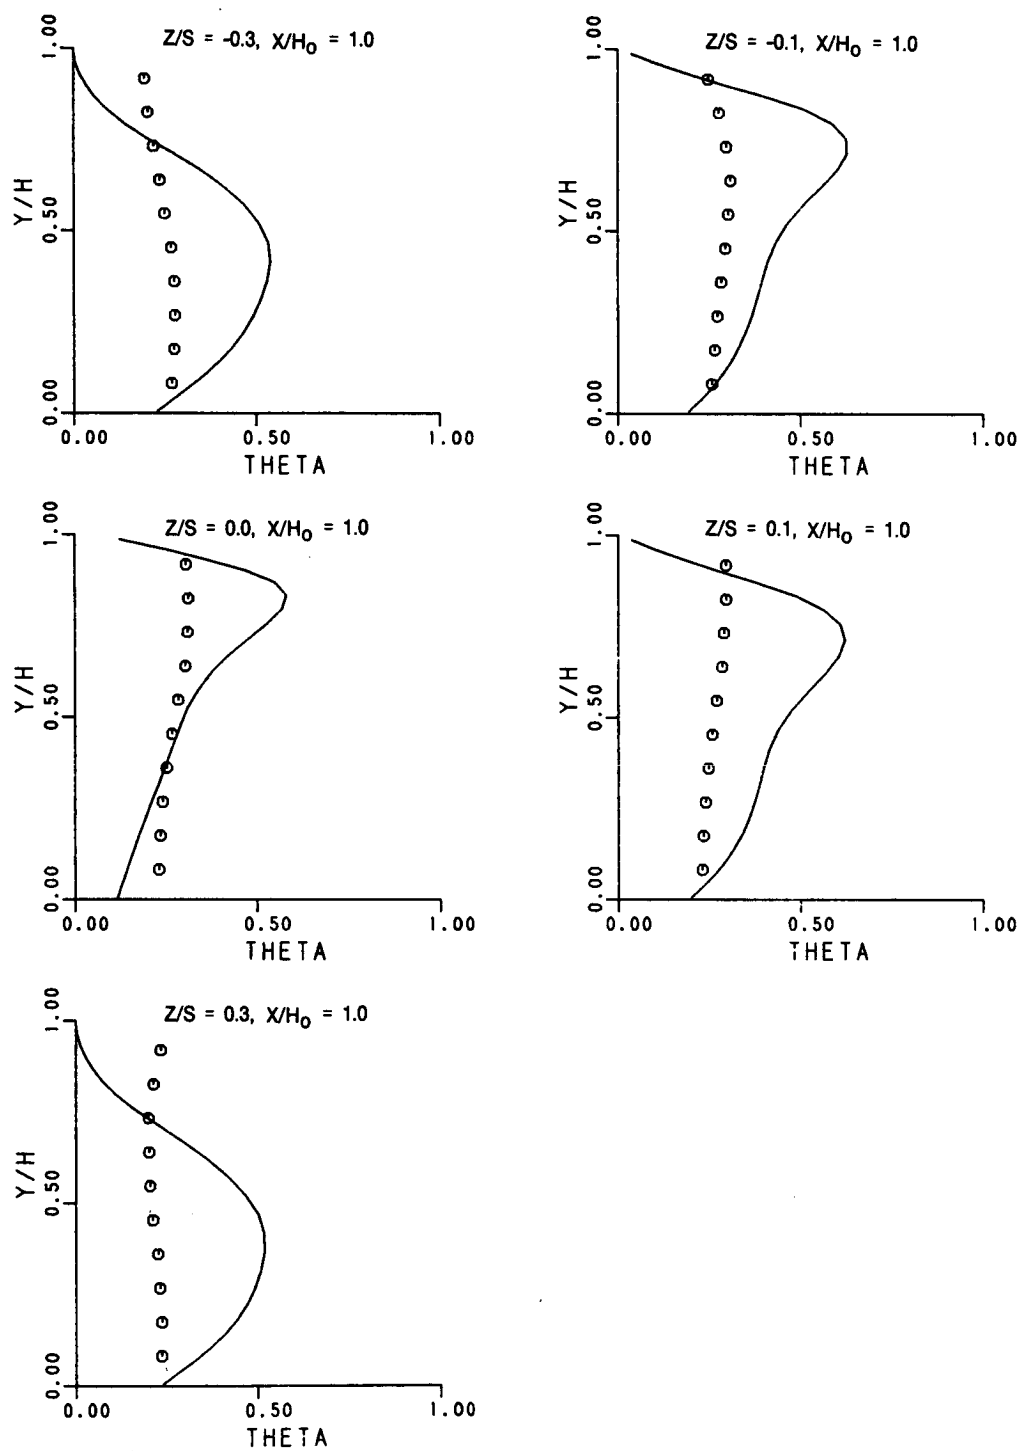 Z/S = -0.3, X/H₀ = 1.0
1.00
0.50
0.00
Y/H
0.00 0.50 1.00
THETA
Z/S = -0.1, X/H₀ = 1.0
1.00
0.50
0.00
Y/H
0.00 0.50 1.00
THETA
Z/S = 0.0, X/H₀ = 1.0
1.00
0.50
0.00
Y/H
0.00 0.50 1.00
THETA
Z/S = 0.1, X/H₀ = 1.0
1.00
0.50
0.00
Y/H
0.00 0.50 1.00
THETA
Z/S = 0.3, X/H₀ = 1.0
1.00
0.50
0.00
Y/H
0.00 0.50 1.00
THETA